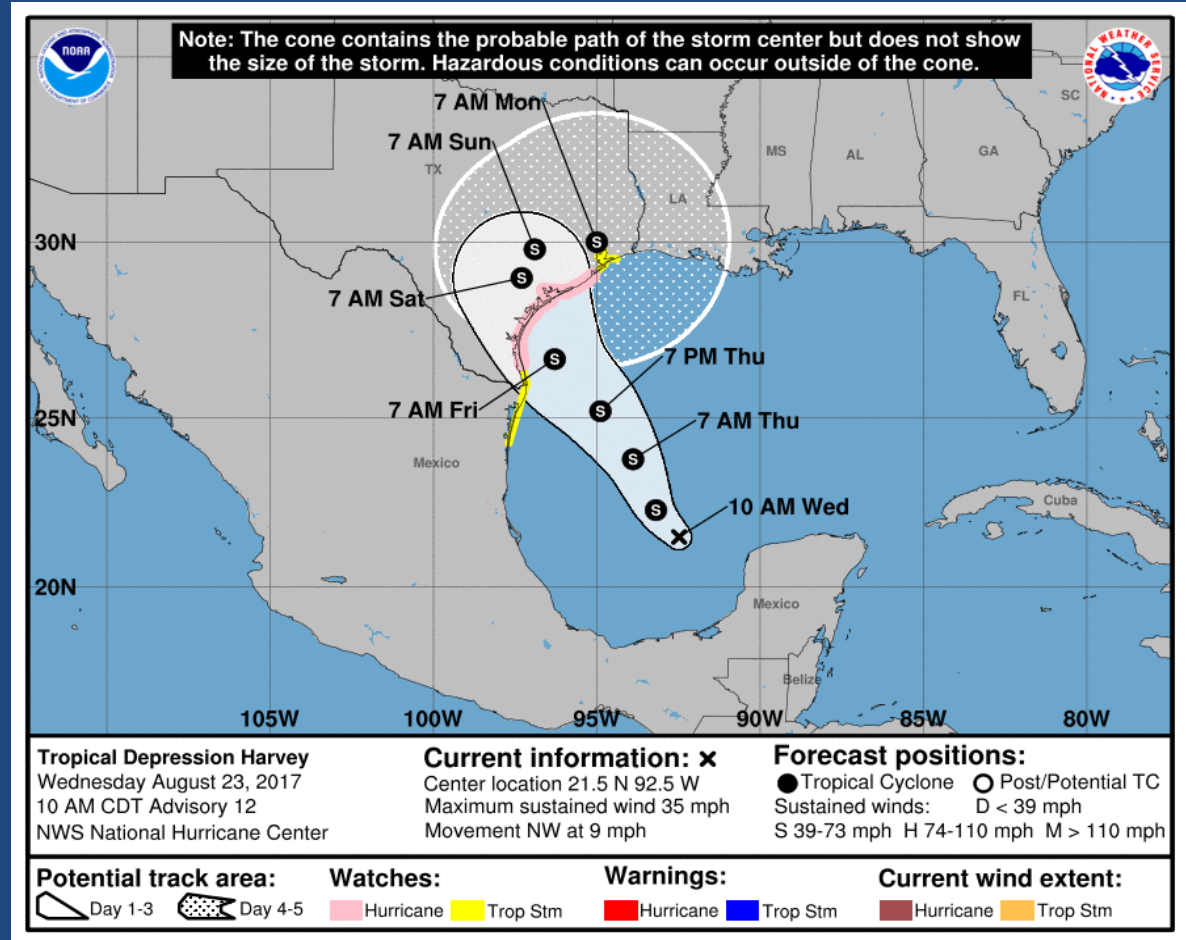 Note: The cone contains the probable path of the storm center but does not show
the size of the storm. Hazardous conditions can occur outside of the cone.
NOAA
NATIONAL WEATHER SERVICE
7 AM Mon
SC
7 AM Sun
MS
AL
GA
TX
LA
30N
7 AM Sat
FL
7 PM Thu
7 AM Fri
25N
7 AM Thu
Mexico
10 AM Wed
Cuba
20N
Mexico
Belize
105W
100W
95W
90W
85W
80W
S
S
S
S
S
S
S
Tropical Depression Harvey
Wednesday August 23, 2017
10 AM CDT Advisory 12
NWS National Hurricane Center
Current information: ×
Center location 21.5 N 92.5 W
Maximum sustained wind 35 mph
Movement NW at 9 mph
Forecast positions:
Tropical Cyclone Post/Potential TC
Sustained winds: D < 39 mph
S 39-73 mph H 74-110 mph M > 110 mph
Potential track area:
Day 1-3 Day 4-5
Watches:
Hurricane Trop Stm
Warnings:
Hurricane Trop Stm
Current wind extent:
Hurricane Trop Stm